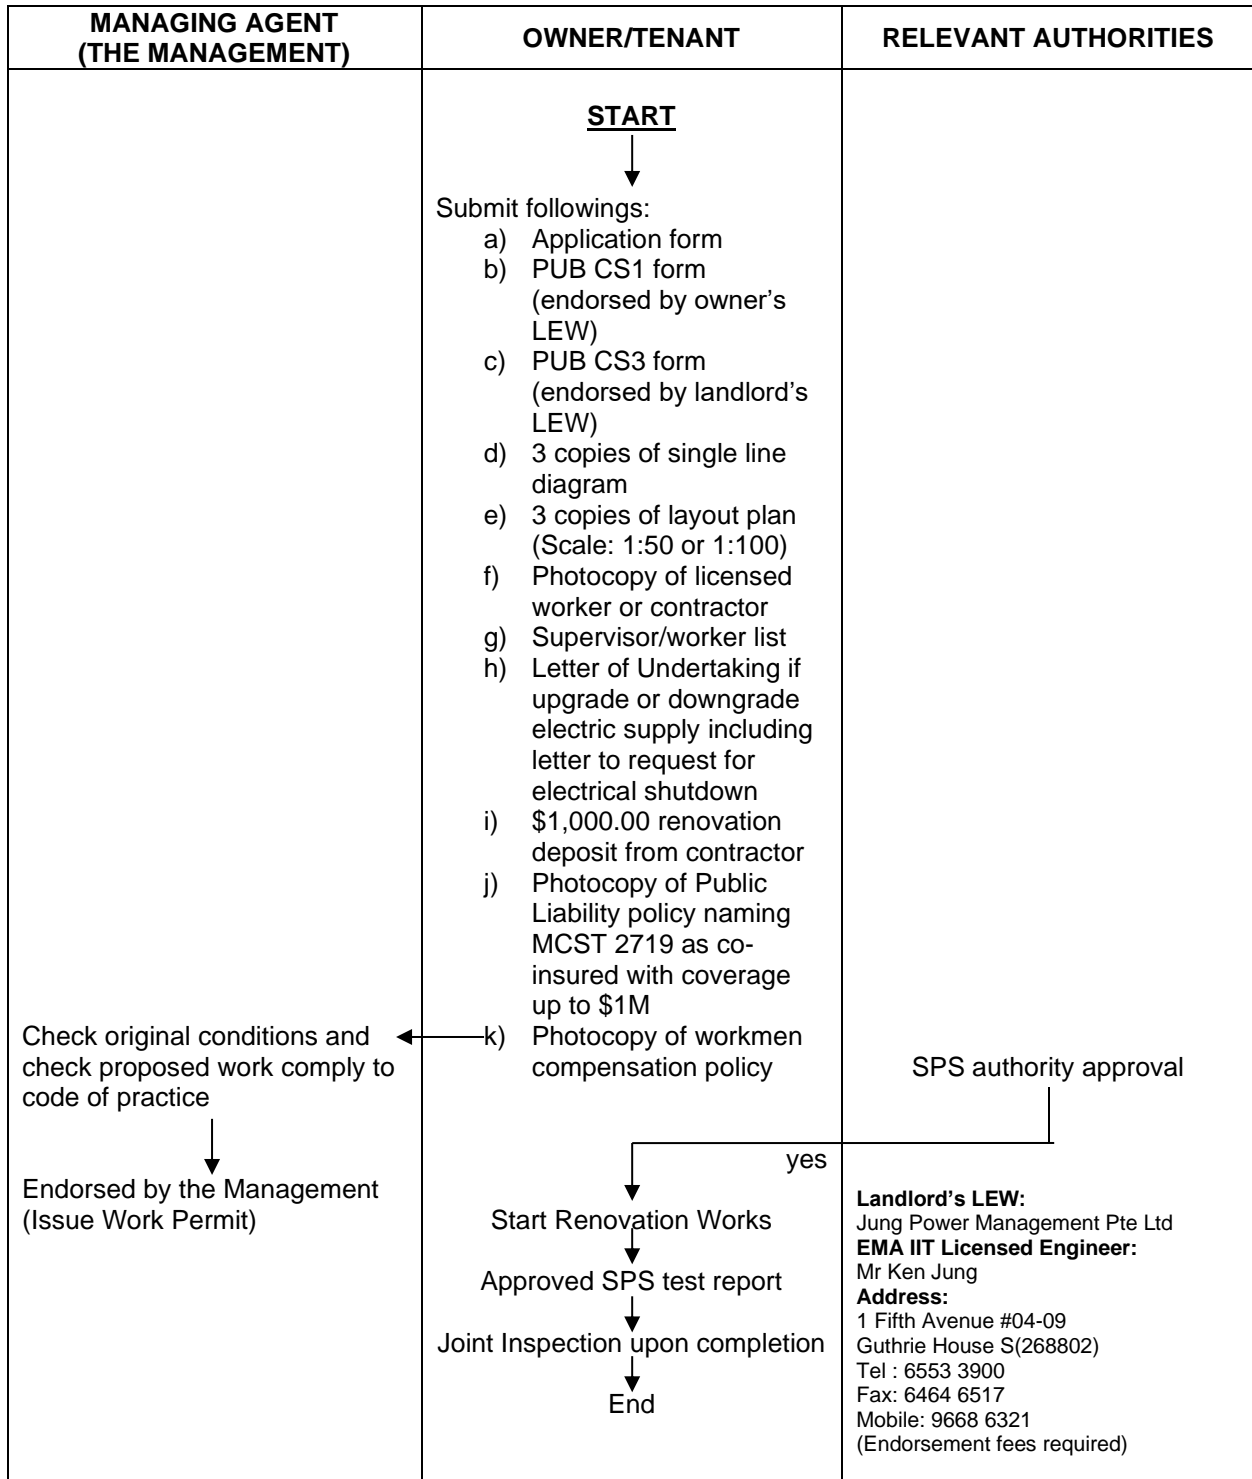 MANAGING AGENT
(THE MANAGEMENT)
OWNER/TENANT
RELEVANT AUTHORITIES
START
Submit followings:
a) Application form
b) PUB CS1 form
(endorsed by owner's
LEW)
c) PUB CS3 form
(endorsed by landlord's
LEW)
d) 3 copies of single line
diagram
e) 3 copies of layout plan
(Scale: 1:50 or 1:100)
f) Photocopy of licensed
worker or contractor
g) Supervisor/worker list
h) Letter of Undertaking if
upgrade or downgrade
electric supply including
letter to request for
electrical shutdown
i) $1,000.00 renovation
deposit from contractor
j) Photocopy of Public
Liability policy naming
MCST 2719 as co-
insured with coverage
up to $1M
k) Photocopy of workmen
compensation policy
Check original conditions and
check proposed work comply to
code of practice
Endorsed by the Management
(Issue Work Permit)
SPS authority approval
yes
Start Renovation Works
Approved SPS test report
Joint Inspection upon completion
End
Landlord's LEW:
Jung Power Management Pte Ltd
EMA IIT Licensed Engineer:
Mr Ken Jung
Address:
1 Fifth Avenue #04-09
Guthrie House S(268802)
Tel : 6553 3900
Fax: 6464 6517
Mobile: 9668 6321
(Endorsement fees required)